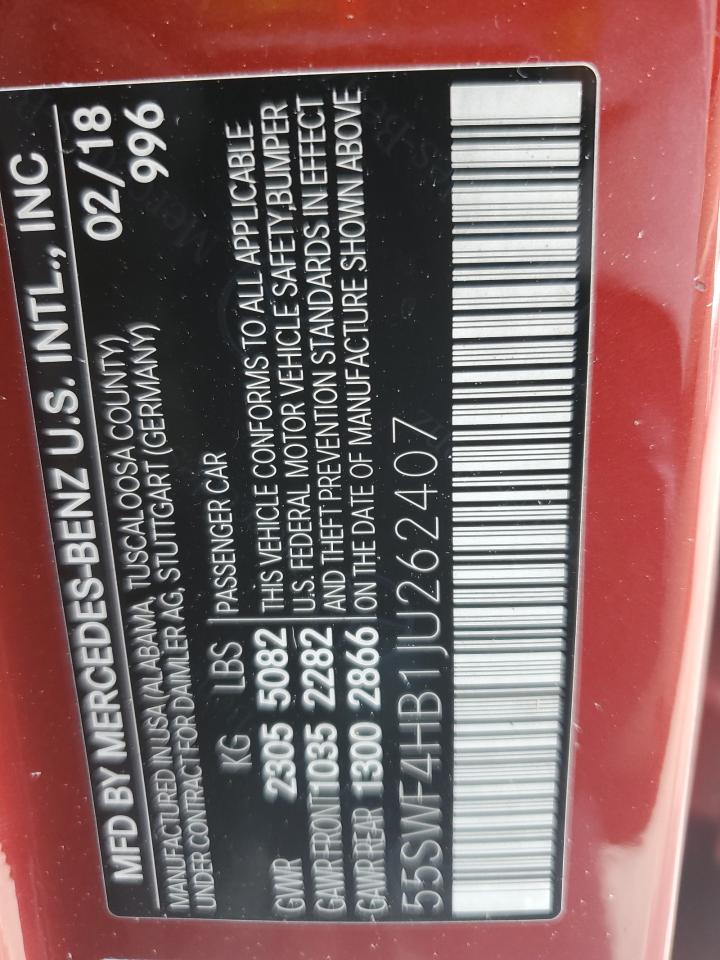 MFD BY MERCEDES-BENZ U.S. INTL., INC
MANUFACTURED IN USA (ALABAMA, TUSCALOOSA COUNTY) 02/18
UNDER CONTRACT FOR DAIMLER AG, STUTTGART (GERMANY) 996
KG LBS PASSENGER CAR
GWR 2305 5082 THIS VEHICLE CONFORMS TO ALL APPLICABLE
GAWR FRONT 1035 2282 U.S. FEDERAL MOTOR VEHICLE SAFETY,BUMPER
AND THEFT PREVENTION STANDARDS IN EFFECT
GAWR REAR 1300 2866 ON THE DATE OF MANUFACTURE SHOWN ABOVE
55SWF4HB1JU262407